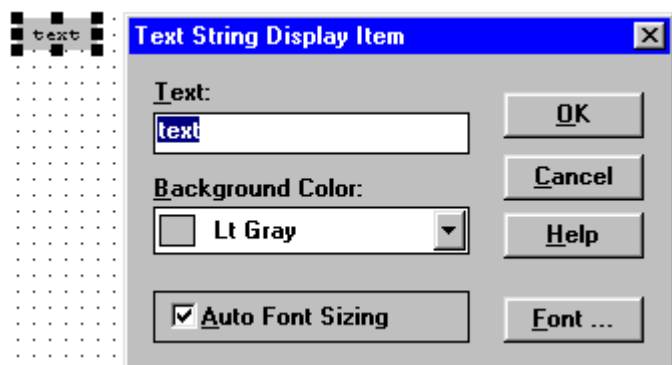 text
Text String Display Item
Text:
text
OK
Cancel
Background Color:
Lt Gray
Help
Auto Font Sizing
Font ...